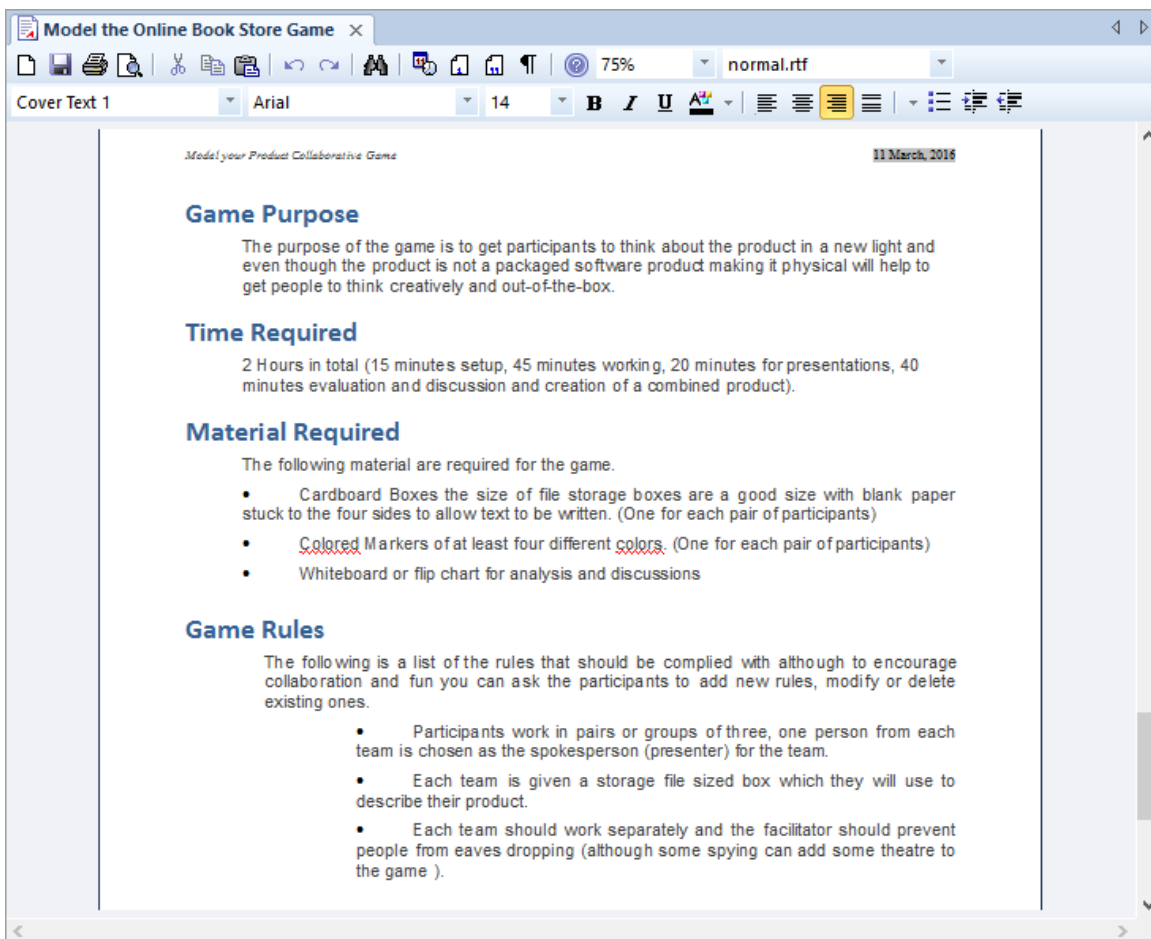 Model the Online Book Store Game
75% normal.rtf
Cover Text 1 Arial 14 B I U A
Model your Product Collaborative Game 11 March, 2016
Game Purpose
The purpose of the game is to get participants to think about the product in a new light and
even though the product is not a packaged software product making it physical will help to
get people to think creatively and out-of-the-box.
Time Required
2 Hours in total (15 minutes setup, 45 minutes working, 20 minutes for presentations, 40
minutes evaluation and discussion and creation of a combined product).
Material Required
The following material are required for the game.
• Cardboard Boxes the size of file storage boxes are a good size with blank paper
stuck to the four sides to allow text to be written. (One for each pair of participants)
• Colored Markers of at least four different colors. (One for each pair of participants)
• Whiteboard or flip chart for analysis and discussions
Game Rules
The following is a list of the rules that should be complied with although to encourage
collaboration and fun you can ask the participants to add new rules, modify or delete
existing ones.
• Participants work in pairs or groups of three, one person from each
team is chosen as the spokesperson (presenter) for the team.
• Each team is given a storage file sized box which they will use to
describe their product.
• Each team should work separately and the facilitator should prevent
people from eaves dropping (although some spying can add some theatre to
the game ).